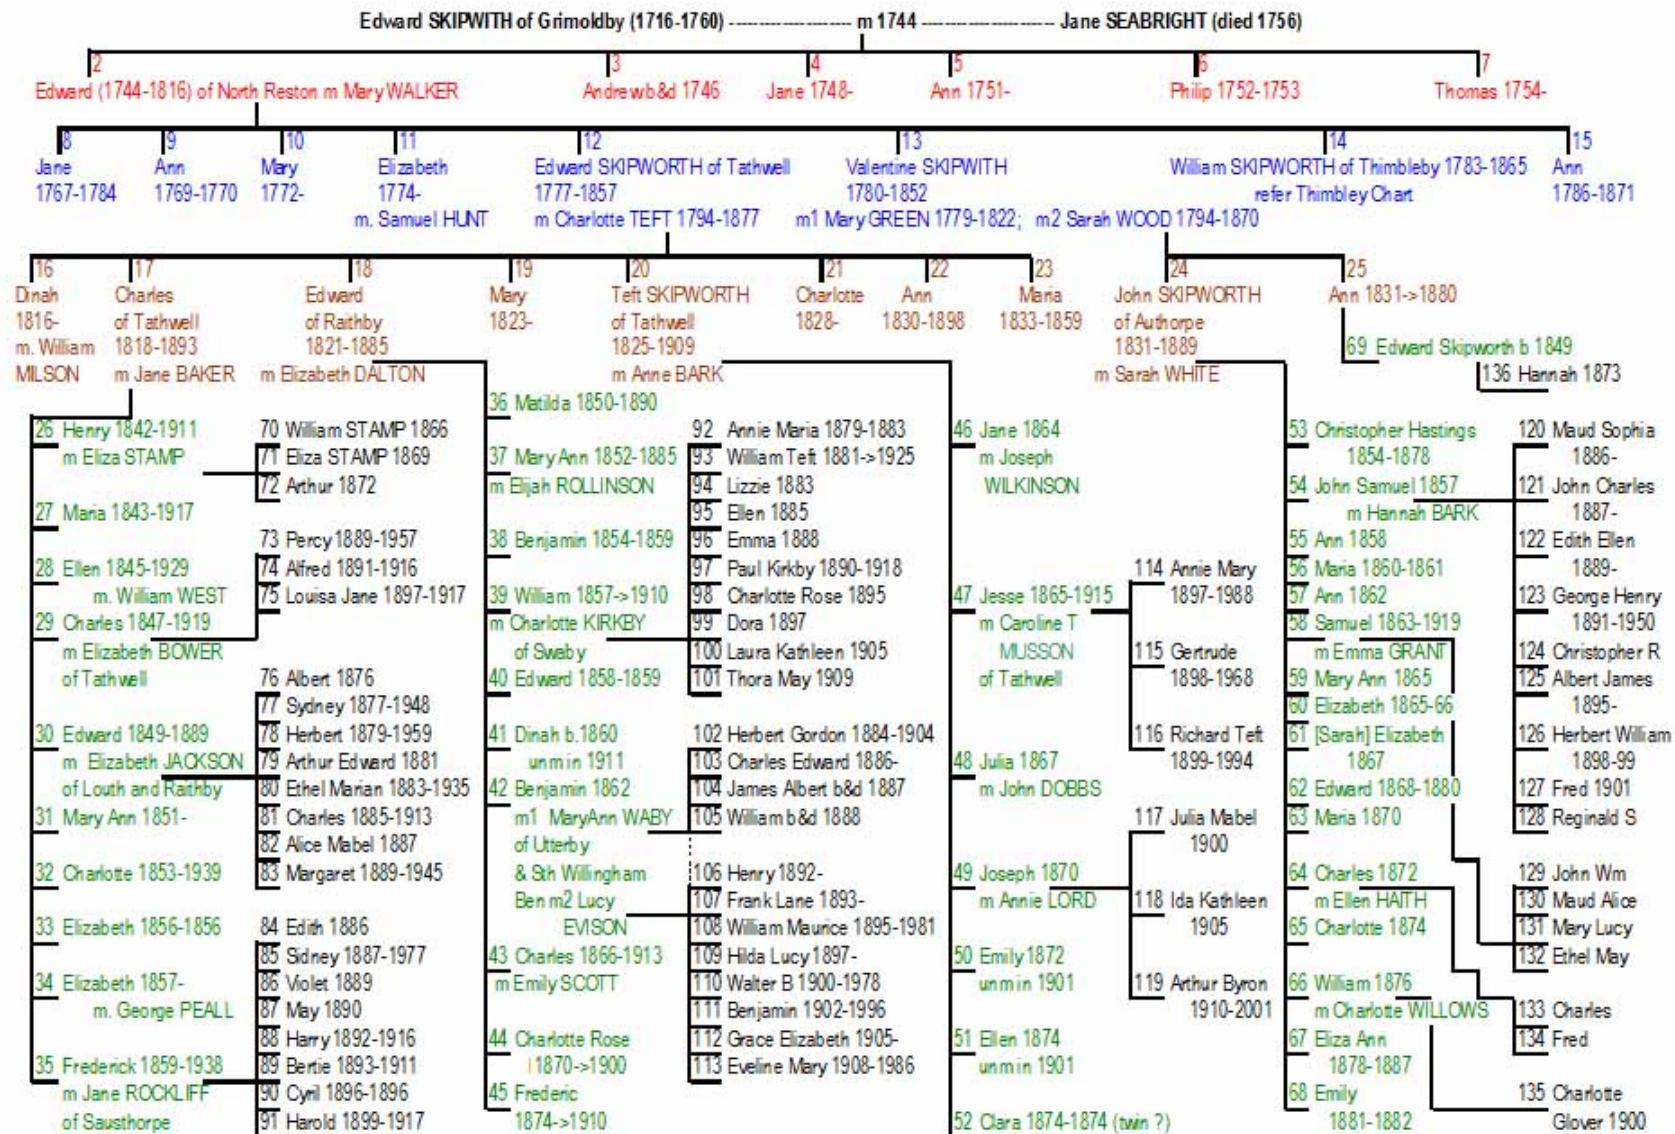 Edward SKIPWITH of Grimoldby (1716-1760) --------------------- m 1744 ----------------------- Jane SEABRIGHT (died 1756)
2
Edward (1744-1816) of North Reston m Mary WALKER
3
Andrew b&d 1746
4
Jane 1748-
5
Ann 1751-
6
Philip 1752-1753
7
Thomas 1754-
8
Jane
1767-1784
9
Ann
1769-1770
10
Mary
1772-
11
Elizabeth
1774-
m. Samuel HUNT
12
Edward SKIPWORTH of Tathwell
1777-1857
m Charlotte TEFT 1794-1877
13
Valentine SKIPWITH
1780-1852
m1 Mary GREEN 1779-1822; m2 Sarah WOOD 1794-1870
14
William SKIPWORTH of Thimbleby 1783-1865
refer Thimbley Chart
15
Ann
1786-1871
16
Dinah
1816-
m. William
MILSON
17
Charles
of Tathwell
1818-1893
m Jane BAKER
18
Edward
of Raithby
1821-1885
m Elizabeth DALTON
19
Mary
1823-
20
Teft SKIPWORTH
of Tathwell
1825-1909
m Anne BARK
21
Charlotte
1828-
22
Ann
1830-1898
23
Maria
1833-1859
24
John SKIPWORTH
of Authorpe
1831-1889
m Sarah WHITE
25
Ann 1831->1880
69 Edward Skipworth b 1849
136 Hannah 1873
26 Henry 1842-1911
m Eliza STAMP
27 Maria 1843-1917
28 Ellen 1845-1929
m. William WEST
29 Charles 1847-1919
m Elizabeth BOWER
of Tathwell
30 Edward 1849-1889
m Elizabeth JACKSON
of Louth and Raithby
31 Mary Ann 1851-
32 Charlotte 1853-1939
33 Elizabeth 1856-1856
34 Elizabeth 1857-
m. George PEALL
35 Frederick 1859-1938
m Jane ROCKLIFF
of Sausthorpe
70 William STAMP 1866
71 Eliza STAMP 1869
72 Arthur 1872
73 Percy 1889-1957
74 Alfred 1891-1916
75 Louisa Jane 1897-1917
76 Albert 1876
77 Sydney 1877-1948
78 Herbert 1879-1959
79 Arthur Edward 1881
80 Ethel Marian 1883-1935
81 Charles 1885-1913
82 Alice Mabel 1887
83 Margaret 1889-1945
84 Edith 1886
85 Sidney 1887-1977
86 Violet 1889
87 May 1890
88 Harry 1892-1916
89 Bertie 1893-1911
90 Cyril 1896-1896
91 Harold 1899-1917
36 Matilda 1850-1890
37 Mary Ann 1852-1885
m Elijah ROLLINSON
38 Benjamin 1854-1859
39 William 1857->1910
m Charlotte KIRKBY
of Swaby
40 Edward 1858-1859
41 Dinah b.1860
unm in 1911
42 Benjamin 1862
m1 MaryAnn WABY
of Utterby
& Sth Willingham
Ben m2 Lucy
EVISON
43 Charles 1866-1913
m Emily SCOTT
44 Charlotte Rose
1870->1900
45 Frederic
1874->1910
92 Annie Maria 1879-1883
93 William Teft 1881->1925
94 Lizzie 1883
95 Ellen 1885
96 Emma 1888
97 Paul Kirkby 1890-1918
98 Charlotte Rose 1895
99 Dora 1897
100 Laura Kathleen 1905
101 Thora May 1909
102 Herbert Gordon 1884-1904
103 Charles Edward 1886-
104 James Albert b&d 1887
105 William b&d 1888
106 Henry 1892-
107 Frank Lane 1893-
108 William Maurice 1895-1981
109 Hilda Lucy 1897-
110 Walter B 1900-1978
111 Benjamin 1902-1996
112 Grace Elizabeth 1905-
113 Eveline Mary 1908-1986
46 Jane 1864
m Joseph
WILKINSON
47 Jesse 1865-1915
m Caroline T
MUSSON
of Tathwell
48 Julia 1867
m John DOBBS
49 Joseph 1870
m Annie LORD
50 Emily 1872
unm in 1901
51 Ellen 1874
unm in 1901
52 Clara 1874-1874 (twin ?)
114 Annie Mary
1897-1988
115 Gertrude
1898-1968
116 Richard Teft
1899-1994
117 Julia Mabel
1900
118 Ida Kathleen
1905
119 Arthur Byron
1910-2001
53 Christopher Hastings
1854-1878
54 John Samuel 1857
m Hannah BARK
55 Ann 1858
56 Maria 1860-1861
57 Ann 1862
58 Samuel 1863-1919
m Emma GRANT
59 Mary Ann 1865
60 Elizabeth 1865-66
61 [Sarah] Elizabeth
1867
62 Edward 1868-1880
63 Maria 1870
64 Charles 1872
m Ellen HAITH
65 Charlotte 1874
66 William 1876
m Charlotte WILLOWS
67 Eliza Ann
1878-1887
68 Emily
1881-1882
120 Maud Sophia
1886-
121 John Charles
1887-
122 Edith Ellen
1889-
123 George Henry
1891-1950
124 Christopher R
125 Albert James
1895-
126 Herbert William
1898-99
127 Fred 1901
128 Reginald S
129 John Wm
130 Maud Alice
131 Mary Lucy
132 Ethel May
133 Charles
134 Fred
135 Charlotte
Glover 1900